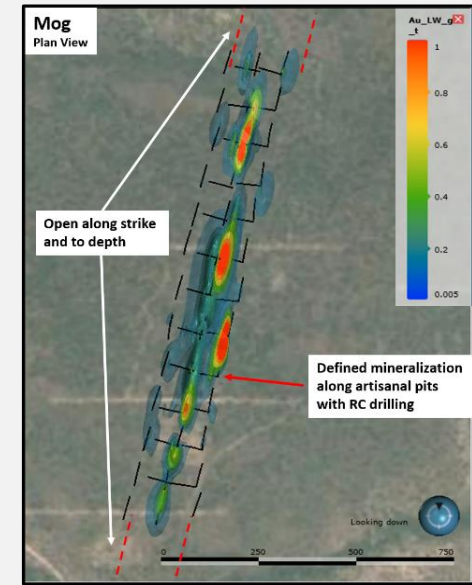 Mog
Plan View
Au_LW_g
_t
1
0.8
0.6
0.4
0.2
0.005
Open along strike
and to depth
Defined mineralization
along artisanal pits
with RC drilling
Looking down
0
250
500
750